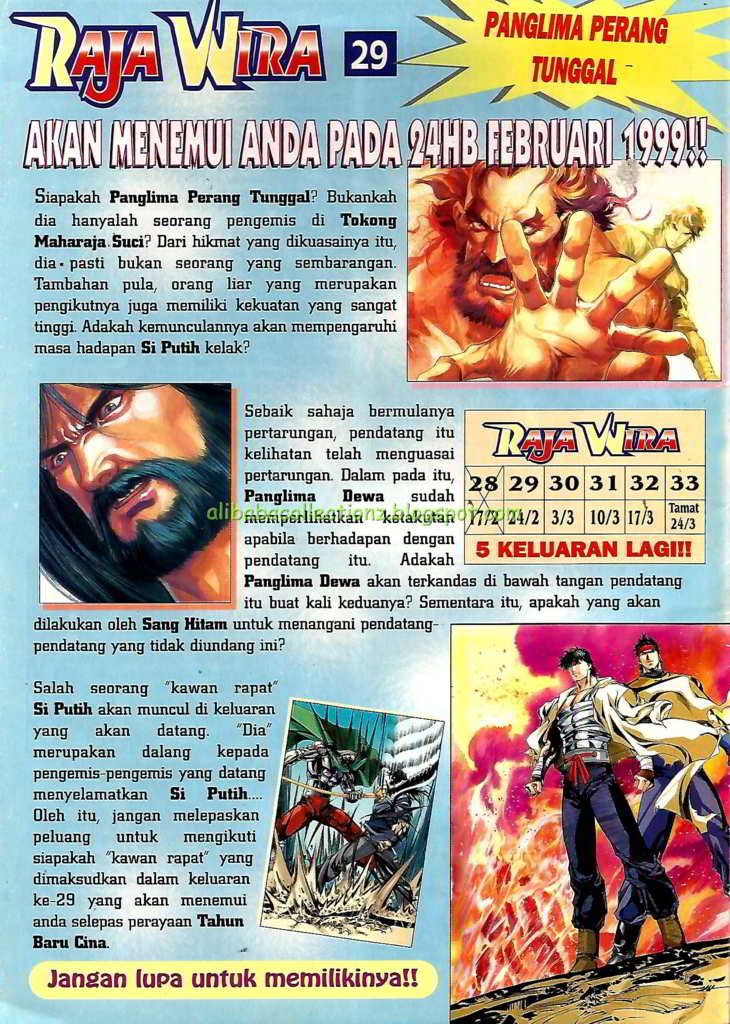 RAJA WIRA 29
PANGLIMA PERANG
TUNGGAL
AKAN MENEMUI ANDA PADA 24HB FEBRUARI 1999!!
Siapakah Panglima Perang Tunggal? Bukankah
dia hanyalah seorang pengemis di Tokong
Maharaja Suci? Dari hikmat yang dikuasainya itu,
dia pasti bukan seorang yang sembarangan.
Tambahan pula, orang liar yang merupakan
pengikutnya juga memiliki kekuatan yang sangat
tinggi. Adakah kemunculannya akan mempengaruhi
masa hadapan Si Putih kelak?
Sebaik sahaja bermulanya
pertarungan, pendatang itu
kelihatan telah menguasai
pertarungan. Dalam pada itu,
Panglima Dewa sudah
memperlihatkan ketakutan
apabila berhadapan dengan
pendatang itu. Adakah
Panglima Dewa akan terkandas di bawah tangan pendatang
itu buat kali keduanya? Sementara itu, apakah yang akan
dilakukan oleh Sang Hitam untuk menangani pendatang-
pendatang yang tidak diundang ini?
RAJA WIRA
28 29 30 31 32 33
17/2 24/2 3/3 10/3 17/3 Tamat
24/3
5 KELUARAN LAGI!!
alibabacollectionz.blogspot.com
Salah seorang "kawan rapat"
Si Putih akan muncul di keluaran
yang akan datang. "Dia"
merupakan dalang kepada
pengemis-pengemis yang datang
menyelamatkan Si Putih....
Oleh itu, jangan melepaskan
peluang untuk mengikuti
siapakah "kawan rapat" yang
dimaksudkan dalam keluaran
ke-29 yang akan menemui
anda selepas perayaan Tahun
Baru Cina.
Jangan lupa untuk memilikinya!!